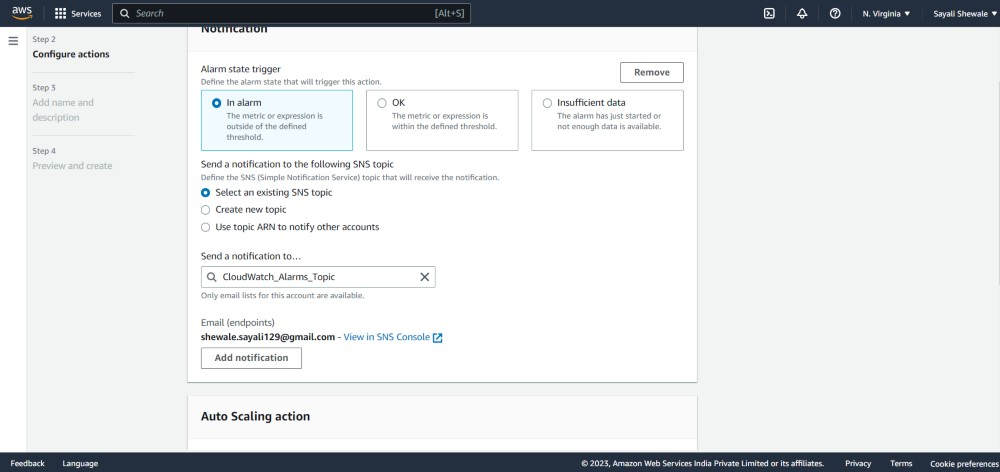 aws
Services
Search
[Alt+S]
N. Virginia
Sayali Shewale
Step 2
Configure actions
Step 3
Add name and
description
Step 4
Preview and create
Notification
Alarm state trigger
Define the alarm state that will trigger this action.
Remove
In alarm
The metric or expression is
outside of the defined
threshold.
OK
The metric or expression is
within the defined threshold.
Insufficient data
The alarm has just started or
not enough data is available.
Send a notification to the following SNS topic
Define the SNS (Simple Notification Service) topic that will receive the notification.
Select an existing SNS topic
Create new topic
Use topic ARN to notify other accounts
Send a notification to…
CloudWatch_Alarms_Topic
Only email lists for this account are available.
Email (endpoints)
shewale.sayali129@gmail.com - View in SNS Console
Add notification
Auto Scaling action
Feedback
Language
© 2023, Amazon Web Services India Private Limited or its affiliates.
Privacy
Terms
Cookie preferences